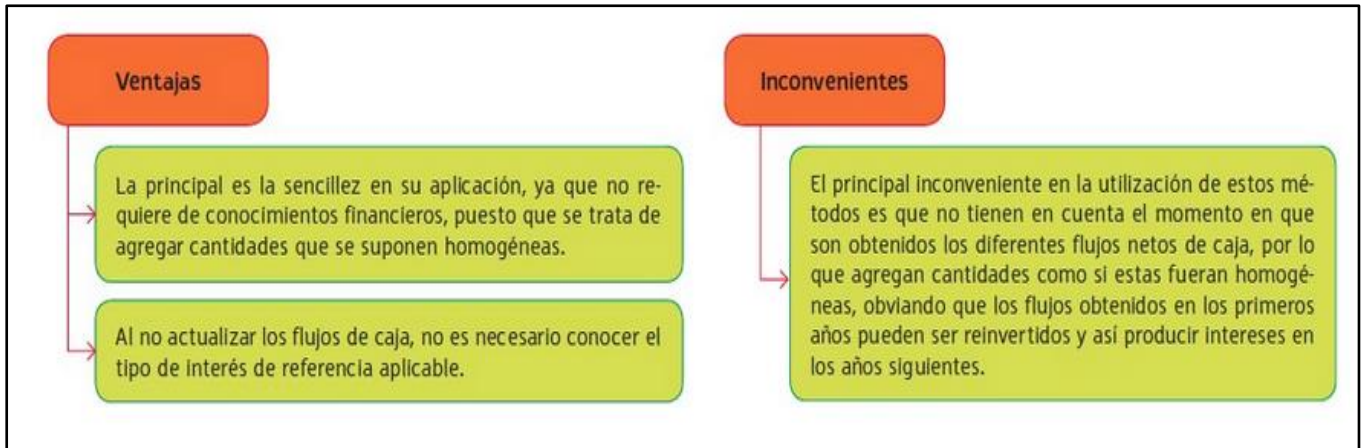 Ventajas
La principal es la sencillez en su aplicación, ya que no re-
quiere de conocimientos financieros, puesto que se trata de
agregar cantidades que se suponen homogéneas.
Al no actualizar los flujos de caja, no es necesario conocer el
tipo de interés de referencia aplicable.
Inconvenientes
El principal inconveniente en la utilización de estos mé-
todos es que no tienen en cuenta el momento en que
son obtenidos los diferentes flujos netos de caja, por lo
que agregan cantidades como si estas fueran homogé-
neas, obviando que los flujos obtenidos en los primeros
años pueden ser reinvertidos y así producir intereses en
los años siguientes.